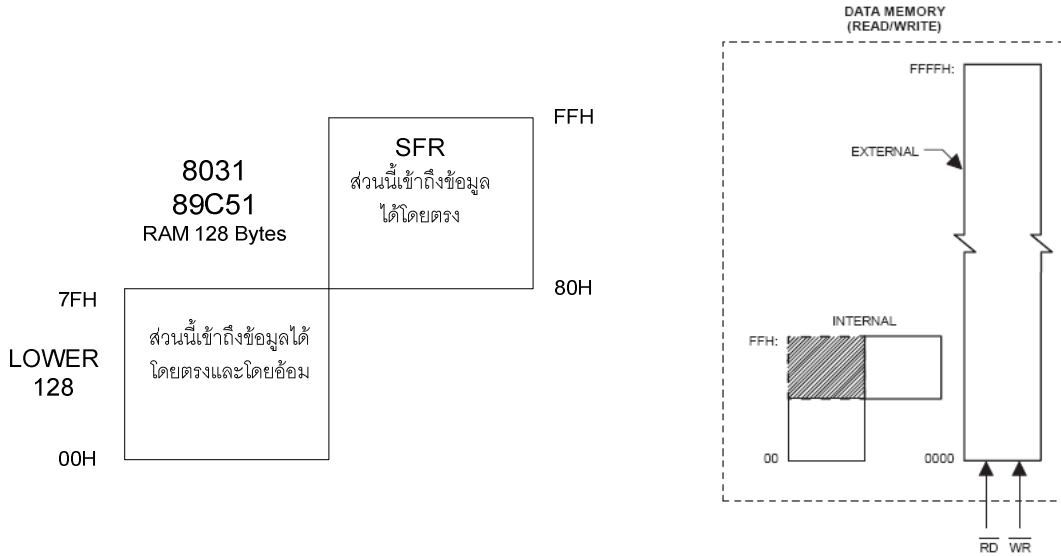 8031
89C51
RAM 128 Bytes
SFR
ส่วนนี้เข้าถึงข้อมูล
ได้โดยตรง
FFH
80H
7FH
LOWER
128
00H
ส่วนนี้เข้าถึงข้อมูลได้
โดยตรงและโดยอ้อม
DATA MEMORY
(READ/WRITE)
FFFFH:
EXTERNAL
INTERNAL
FFH:
00
0000
RD WR